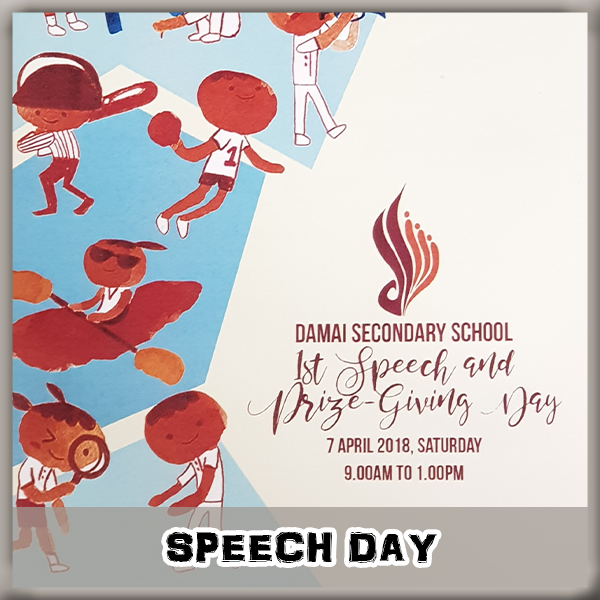 1
DAMAI SECONDARY SCHOOL
1st Speech and
Prize-Giving Day
7 APRIL 2018, SATURDAY
9.00AM TO 1.00PM
SPEECH DAY